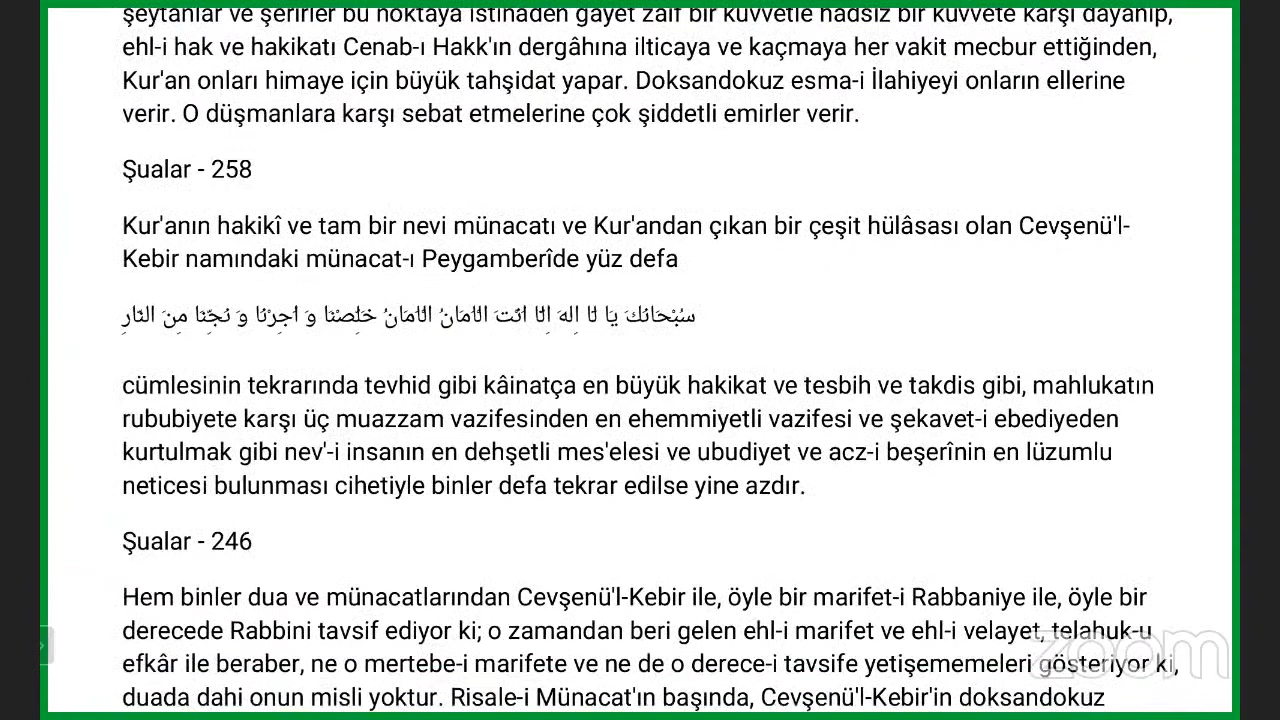 şeytanlar ve şerirler bu noktaya istinaden gayet zaîf bir kuvvetle hadsiz bir kuvvete karşı dayanıp,
ehl-i hak ve hakikatı Cenab-ı Hakk'ın dergâhına ilticaya ve kaçmaya her vakit mecbur ettiğinden,
Kur'an onları himaye için büyük tahşidat yapar. Doksandokuz esma-i İlahiyeyi onların ellerine
verir. O düşmanlara karşı sebat etmelerine çok şiddetli emirler verir.
Şualar - 258
Kur'anın hakikî ve tam bir nevi münacatı ve Kur'andan çıkan bir çeşit hülâsası olan Cevşenü'l-
Kebir namındaki münacat-ı Peygamberîde yüz defa
سُبْحَانَكَ يَا لَا اِلهَ اِلَّا اَنْتَ الْاَمَانُ الْاَمَانُ خَلِّصْنَا وَ اَجِرْنَا وَ نَجِّنَا مِنَ النَّارِ
cümlesinin tekrarında tevhid gibi kâinatça en büyük hakikat ve tesbih ve takdis gibi, mahlukatın
rububiyete karşı üç muazzam vazifesinden en ehemmiyetli vazifesi ve şekavet-i ebediyeden
kurtulmak gibi nev'-i insanın en dehşetli mes'elesi ve ubudiyet ve acz-i beşerînin en lüzumlu
neticesi bulunması cihetiyle binler defa tekrar edilse yine azdır.
Şualar - 246
Hem binler dua ve münacatlarından Cevşenü'l-Kebir ile, öyle bir marifet-i Rabbaniye ile, öyle bir
derecede Rabbini tavsif ediyor ki; o zamandan beri gelen ehl-i marifet ve ehl-i velayet, telahuk-u
efkâr ile beraber, ne o mertebe-i marifete ve ne de o derece-i tavsife yetişememeleri gösteriyor ki,
duada dahi onun misli yoktur. Risale-i Münacat'ın başında, Cevşenü'l-Kebir'in doksandokuz
zoom